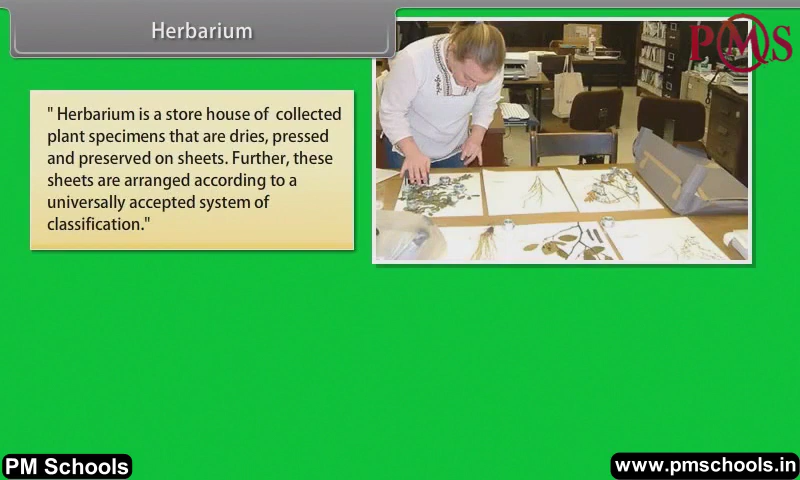 Herbarium
PMS
" Herbarium is a store house of collected
plant specimens that are dries, pressed
and preserved on sheets. Further, these
sheets are arranged according to a
universally accepted system of
classification."
PM Schools
www.pmschools.in